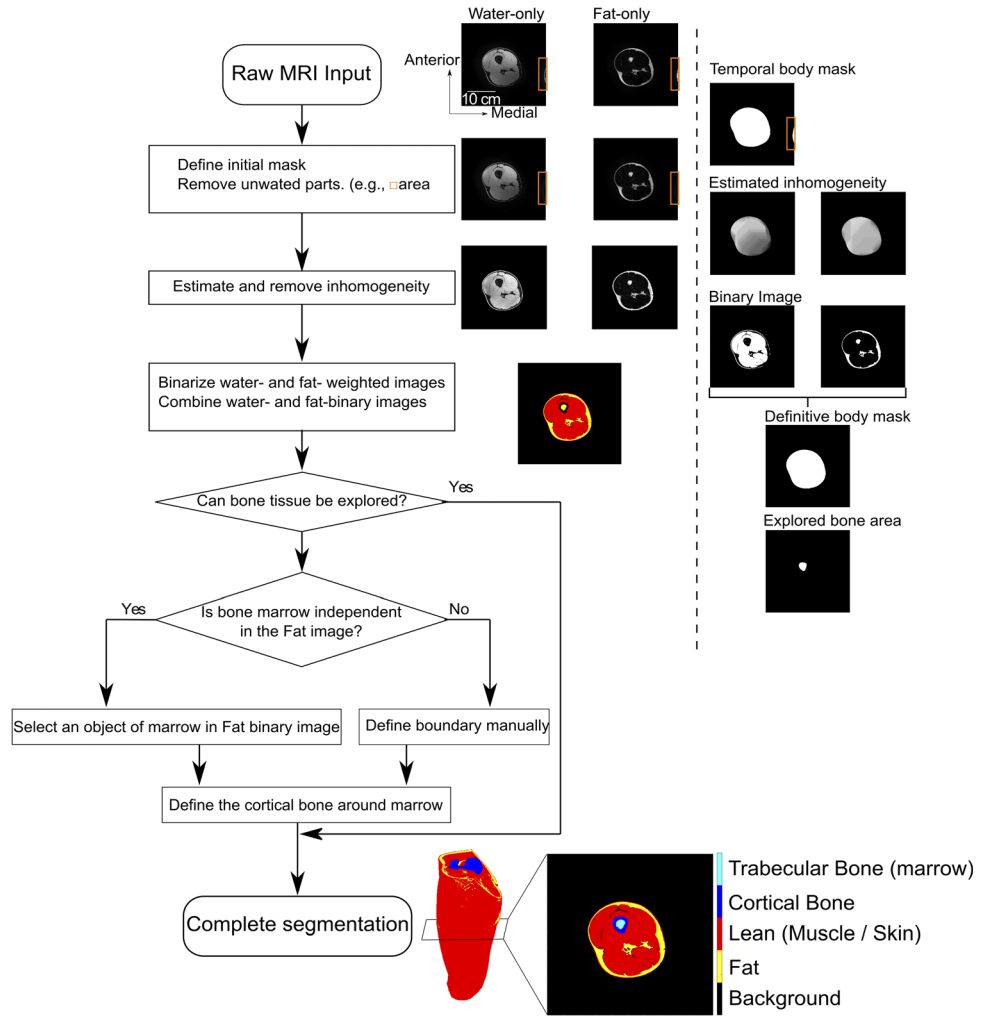 Water-only
Fat-only
Raw MRI Input
Anterior
10 cm
Medial
Temporal body mask
Define initial mask
Remove unwated parts. (e.g., □area
Estimated inhomogeneity
Estimate and remove inhomogeneity
Binary Image
Binarize water- and fat- weighted images
Combine water- and fat-binary images
Definitive body mask
Can bone tissue be explored?
Yes
Explored bone area
Is bone marrow independent
in the Fat image?
Yes
No
Select an object of marrow in Fat binary image
Define boundary manually
Define the cortical bone around marrow
Complete segmentation
Trabecular Bone (marrow)
Cortical Bone
Lean (Muscle / Skin)
Fat
Background